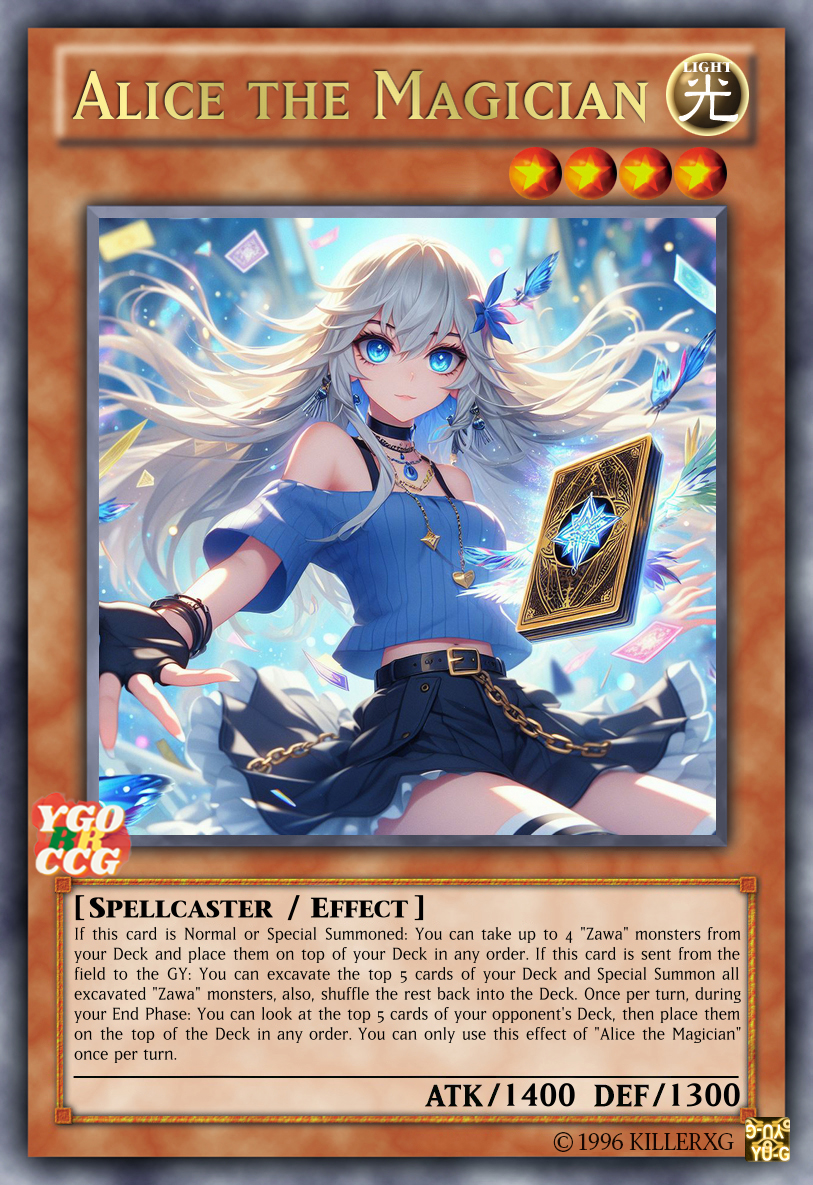 Alice the Magician
LIGHT
光
YGO
BR
CCG
[ Spellcaster / Effect ]
If this card is Normal or Special Summoned: You can take up to 4 "Zawa" monsters from
your Deck and place them on top of your Deck in any order. If this card is sent from the
field to the GY: You can excavate the top 5 cards of your Deck and Special Summon all
excavated "Zawa" monsters, also, shuffle the rest back into the Deck. Once per turn, during
your End Phase: You can look at the top 5 cards of your opponent's Deck, then place them
on the top of the Deck in any order. You can only use this effect of "Alice the Magician"
once per turn.
ATK/1400 DEF/1300
© 1996 KILLERXG